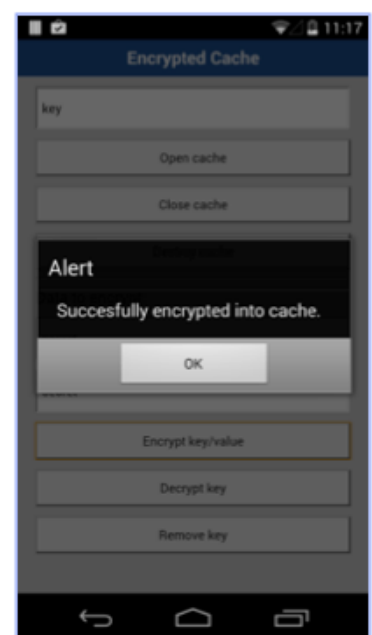 11:17
Encrypted Cache
key
Open cache
Close cache
Alert
Succesfully encrypted into cache.
OK
Encrypt key/value
Decrypt key
Remove key